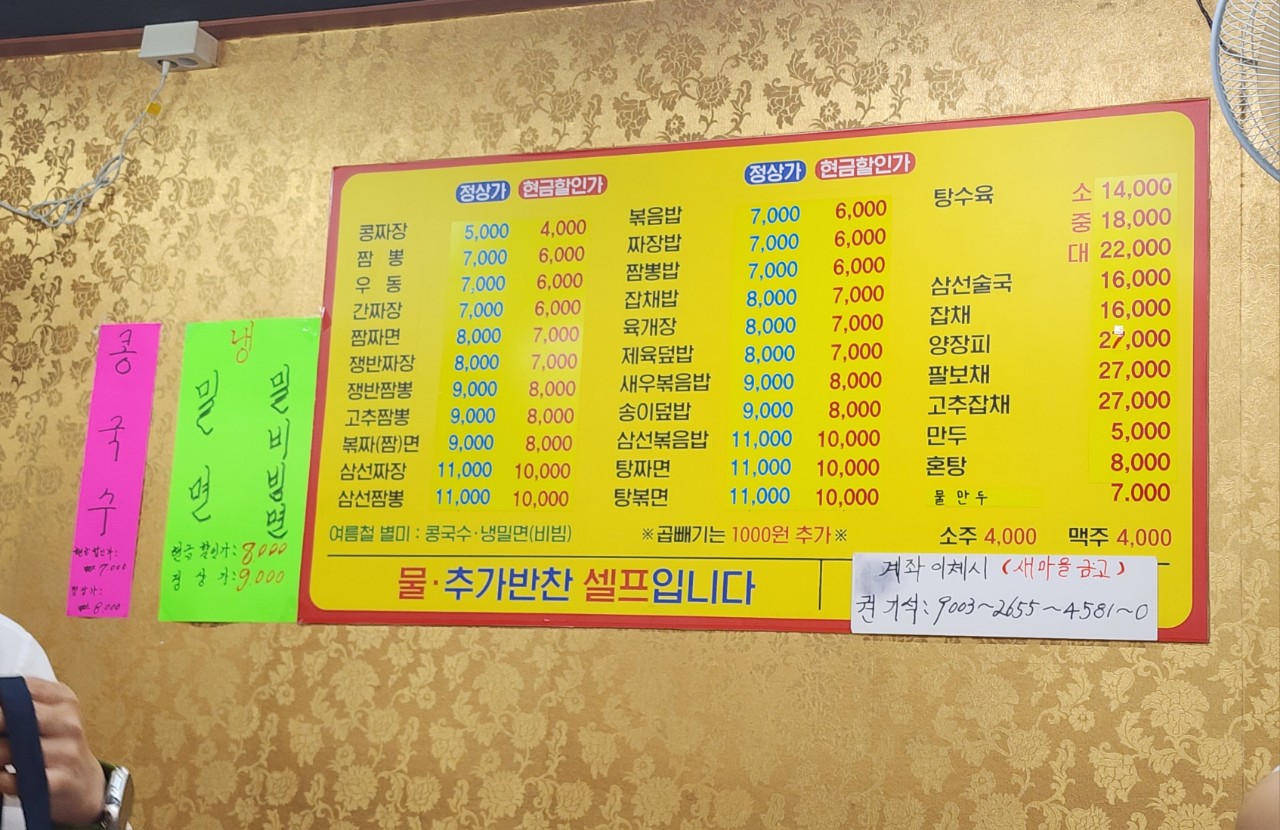 콩
국
수
현금할인가:
₩7.000
정상가:
₩8.000
냉
밀면
밀비빙면
현금할인가: 8000
정상가: 9,000
정상가 현금할인가
콩짜장 5,000 4,000
짬 뽕 7,000 6,000
우 동 7,000 6,000
간짜장 7,000 6,000
짬짜면 8,000 7,000
쟁반짜장 8,000 7,000
쟁반짬뽕 9,000 8,000
고추짬뽕 9,000 8,000
볶짜(짬)면 9,000 8,000
삼선짜장 11,000 10,000
삼선짬뽕 11,000 10,000
정상가 현금할인가
볶음밥 7,000 6,000
짜장밥 7,000 6,000
짬뽕밥 7,000 6,000
잡채밥 8,000 7,000
육개장 8,000 7,000
제육덮밥 8,000 7,000
새우볶음밥 9,000 8,000
송이덮밥 9,000 8,000
삼선볶음밥 11,000 10,000
탕짜면 11,000 10,000
탕볶면 11,000 10,000
탕수육 소 14,000
중 18,000
대 22,000
삼선술국 16,000
잡채 16,000
양장피 27,000
팔보채 27,000
고추잡채 27,000
만두 5,000
혼탕 8,000
물만두 7.000
여름철 별미 : 콩국수·냉밀면(비빔) ※곱빼기는 1000원 추가※
소주 4,000 맥주 4,000
물·추가반찬 셀프입니다
계좌이체시 (새마을금고)
권기석: 9003~2655~4581~0